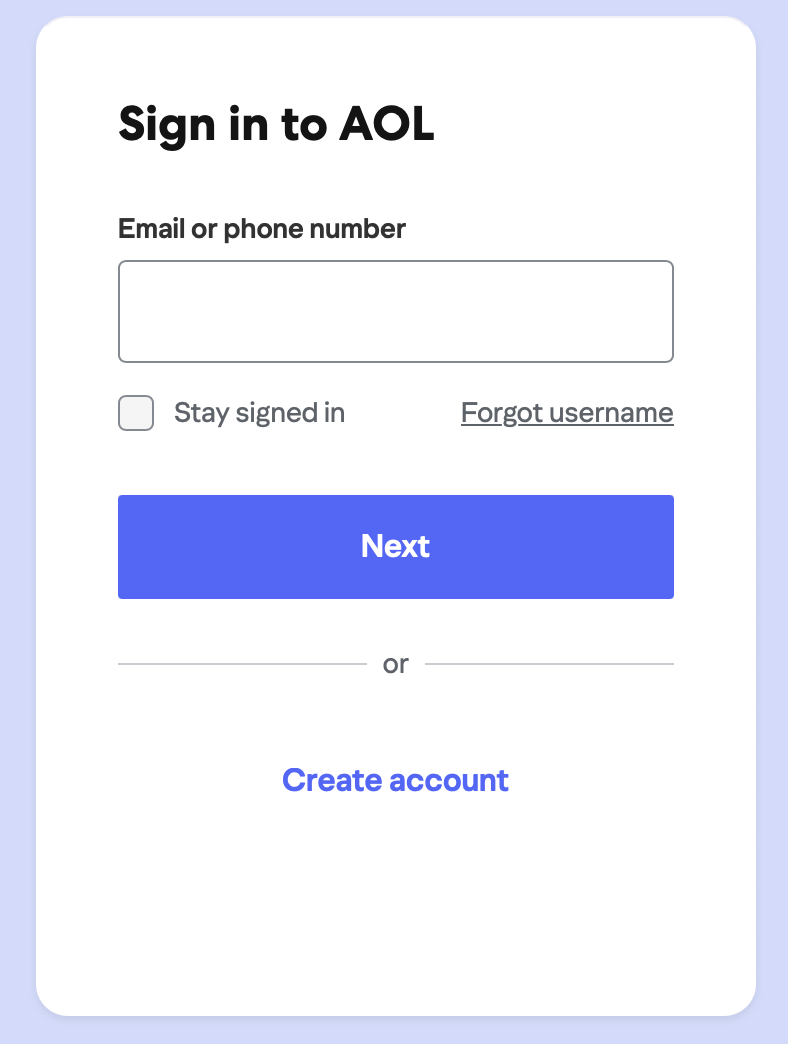 Sign in to AOL
Email or phone number
Stay signed in Forgot username
Next
or
Create account